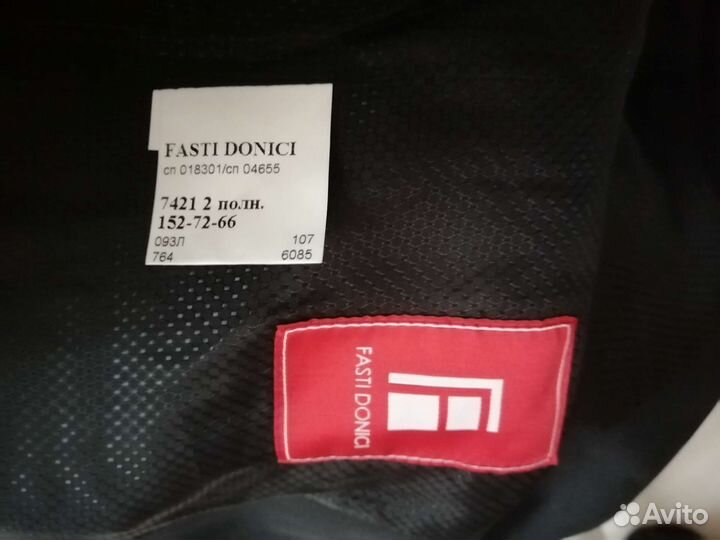 FASTI DONICI
сп 018301/сп 04655
7421 2 полн.
152-72-66
093Л 107
764 6085
FASTI DONICI
Avito